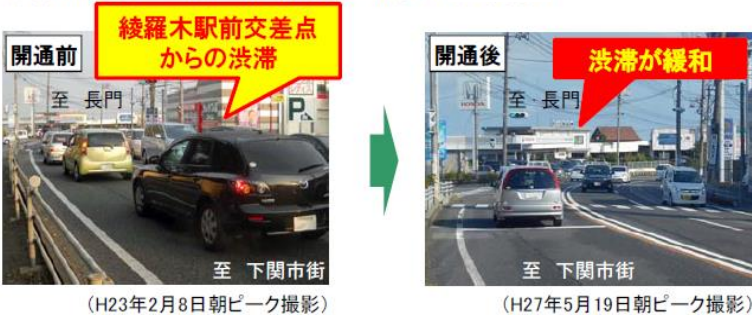 綾羅木駅前交差点
からの渋滞
開通前
至 長門
P
至 下関市街
(H23年2月8日朝ピーク撮影)
開通後
渋滞が緩和
HONDA
至 長門
至 下関市街
(H27年5月19日朝ピーク撮影)